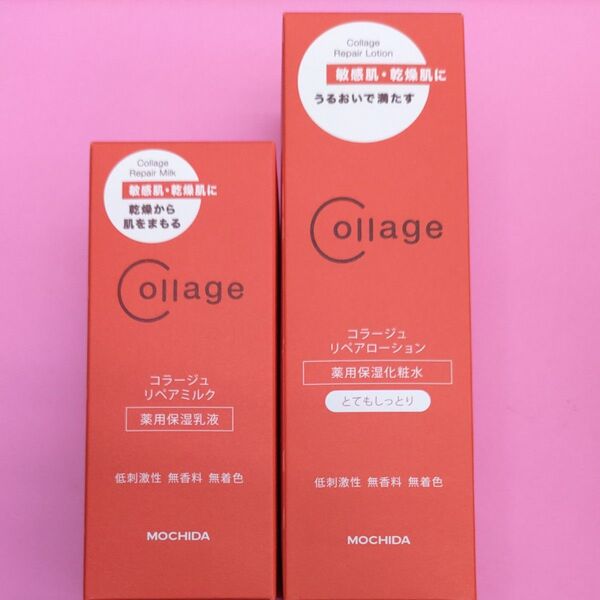 Collage
Repair Milk
敏感肌・乾燥肌に
乾燥から
肌をまもる
Collage
コラージュ
リペアミルク
薬用保湿乳液
低刺激性 無香料 無着色
MOCHIDA
Collage
Repair Lotion
敏感肌・乾燥肌に
うるおいで満たす
Collage
コラージュ
リペアローション
薬用保湿化粧水
とてもしっとり
低刺激性 無香料 無着色
MOCHIDA